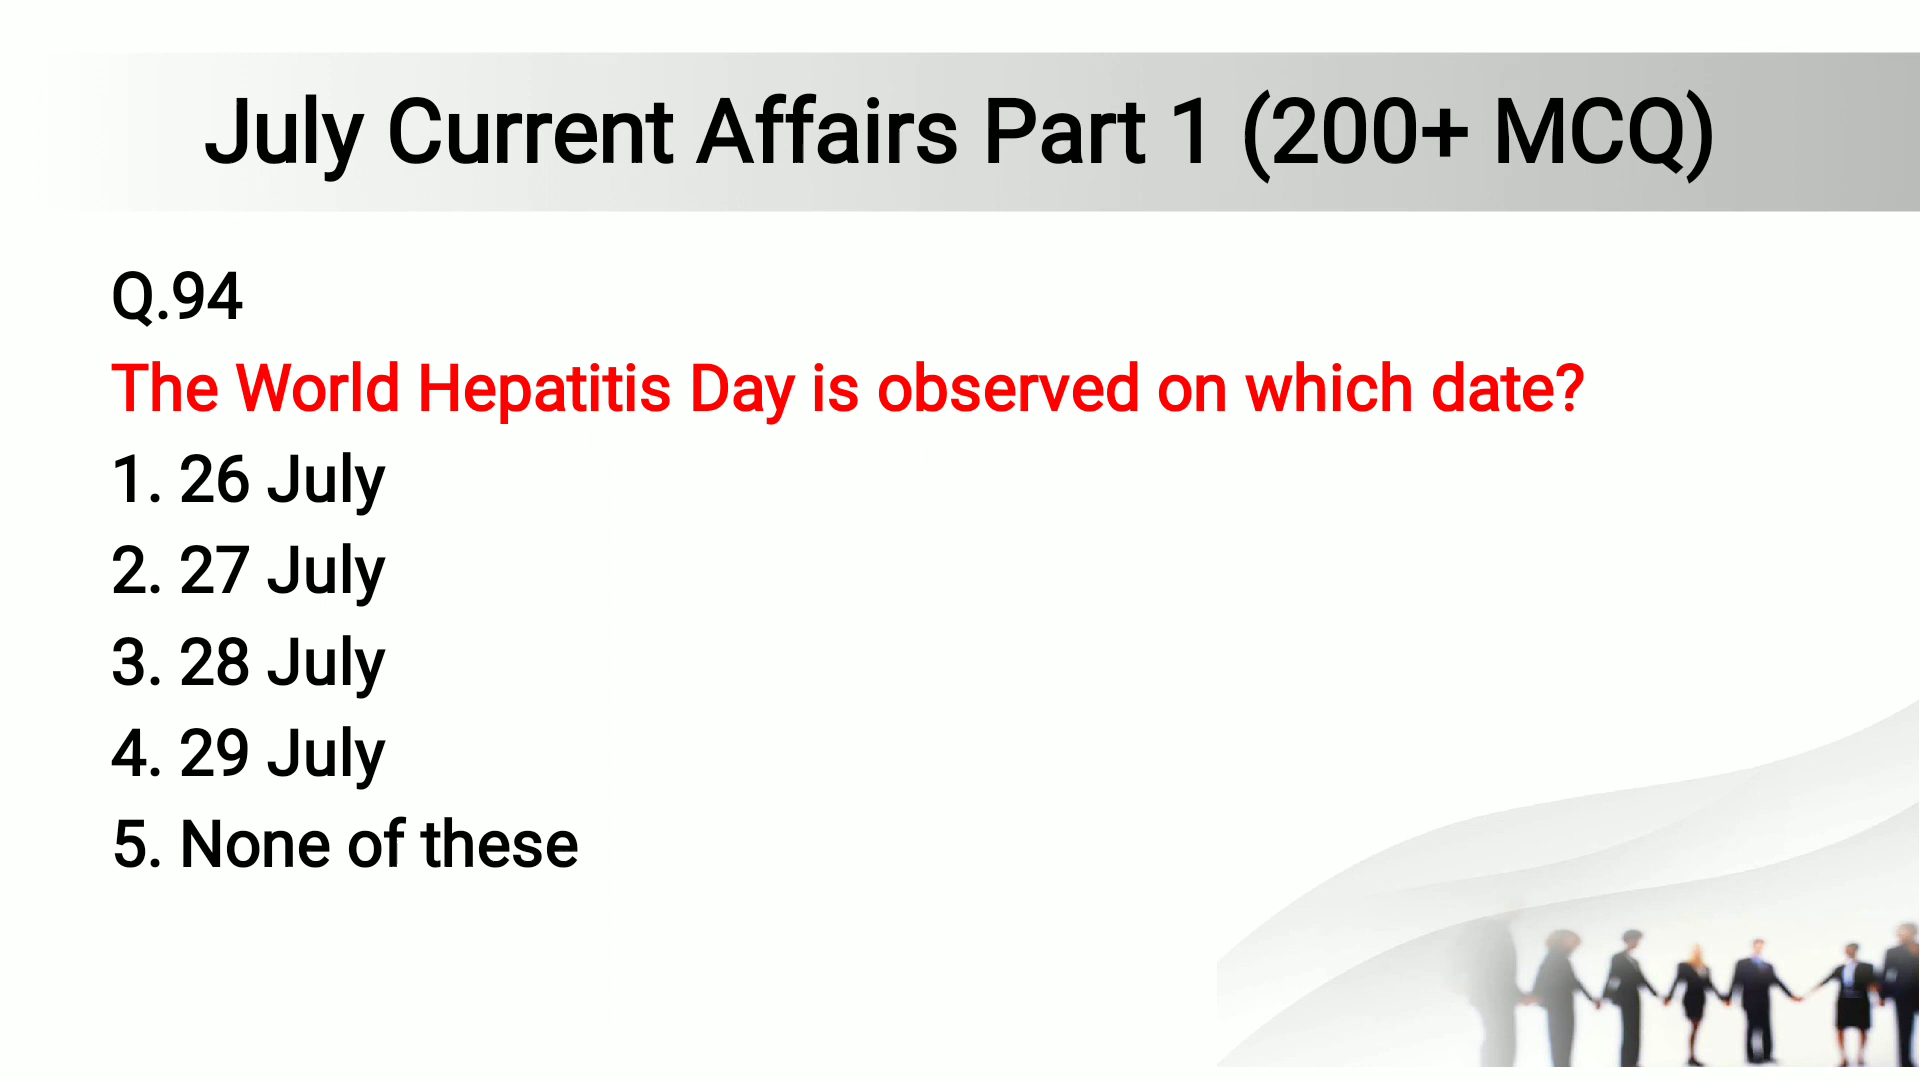 July Current Affairs Part 1 (200+ MCQ)
Q.94
The World Hepatitis Day is observed on which date?
1. 26 July
2. 27 July
3. 28 July
4. 29 July
5. None of these